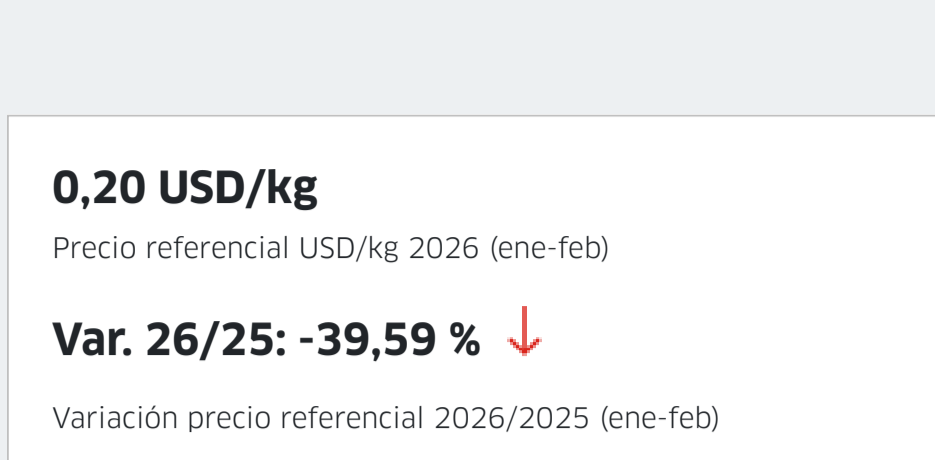 0,20 USD/kg
Precio referencial USD/kg 2026 (ene-feb)
Var. 26/25: -39,59 %
Variación precio referencial 2026/2025 (ene-feb)